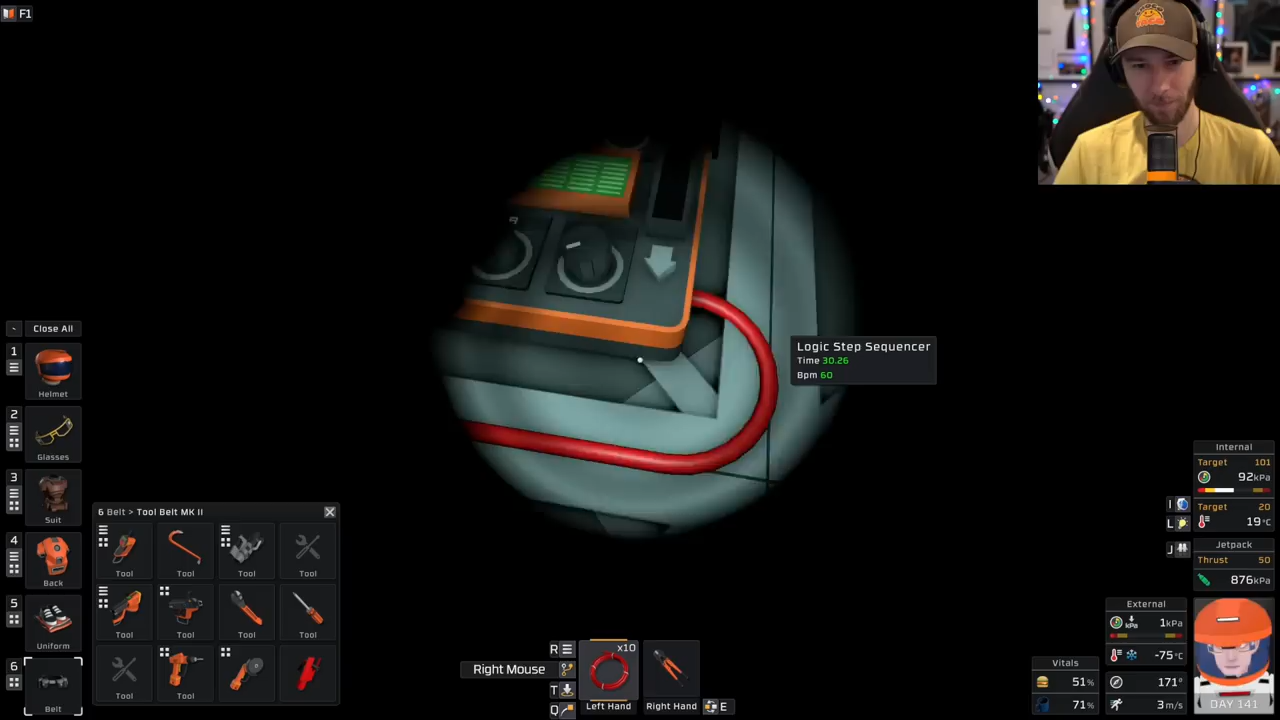 F1
Logic Step Sequencer
Time 30.26
Bpm 60
~ Close All
1
Helmet
2
Glasses
3
Suit
4
Back
5
Uniform
6
Belt
6 Belt > Tool Belt MK II
Tool
Tool
Tool
Tool
Tool
Tool
Tool
Tool
Tool
Tool
Tool
Tool
Right Mouse
R
T
Q
x10
Left Hand
Right Hand
E
Internal
Target 101
92kPa
Target 20
19°C
I
L
J
Jetpack
Thrust 50
876kPa
External
kPa
1kPa
-75°C
171°
3m/s
Vitals
51%
71%
DAY 141